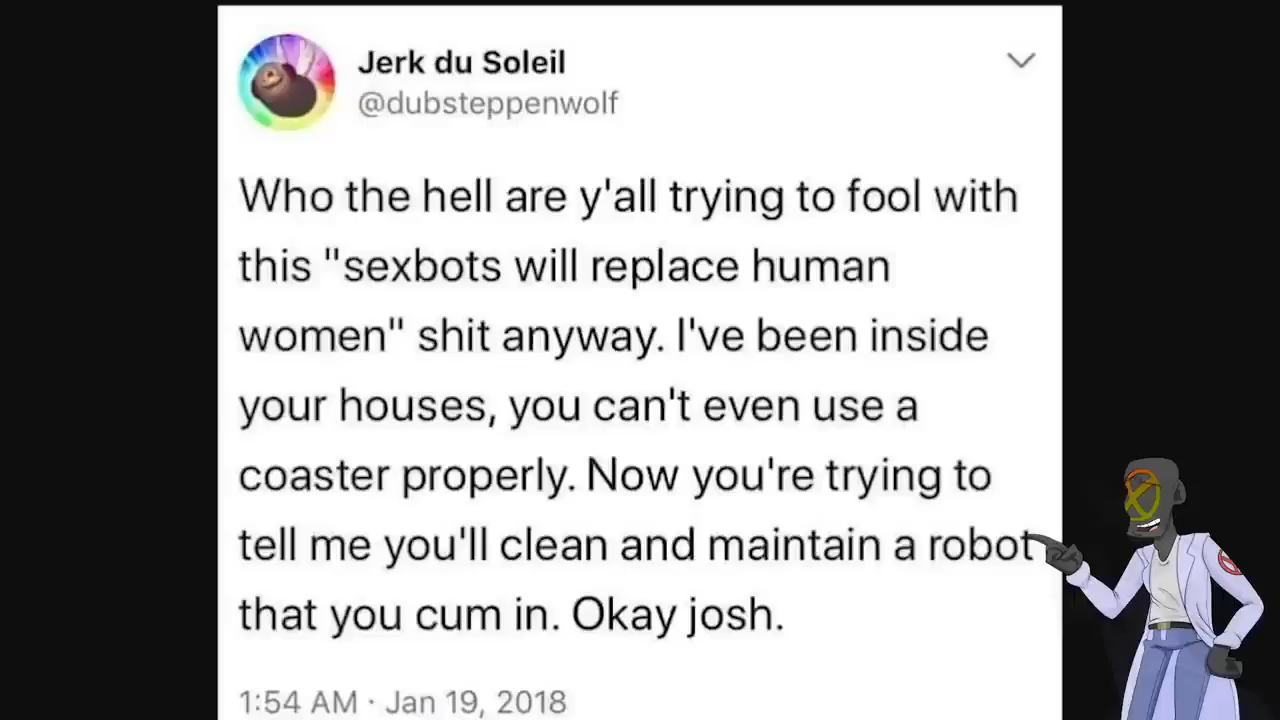 Jerk du Soleil
@dubsteppenwolf
Who the hell are y'all trying to fool with
this "sexbots will replace human
women" shit anyway. I've been inside
your houses, you can't even use a
coaster properly. Now you're trying to
tell me you'll clean and maintain a robot
that you cum in. Okay josh.
1:54 AM · Jan 19, 2018